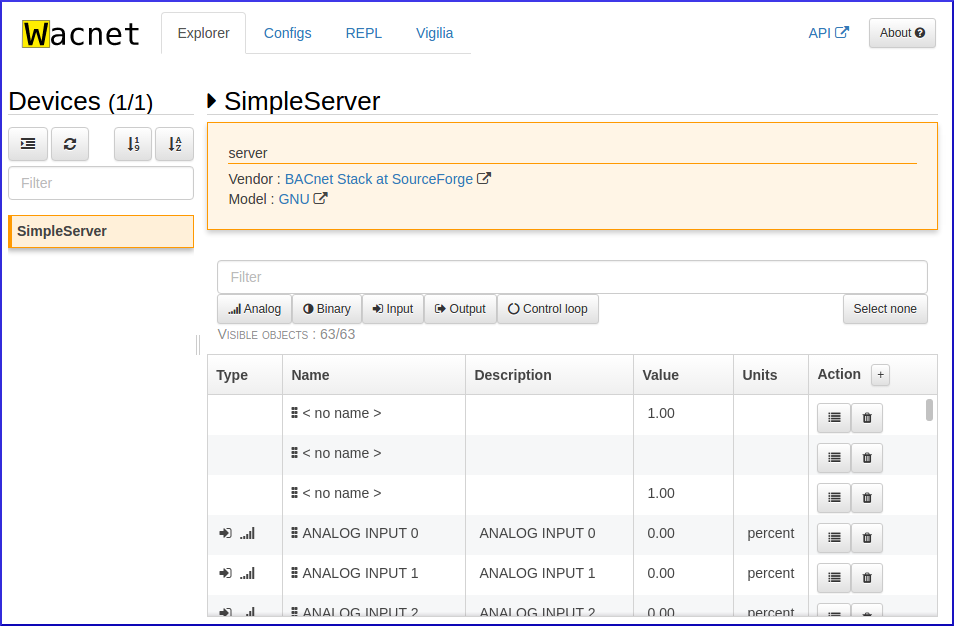 Wacnet Explorer Configs REPL Vigilia API About
Devices (1/1)
Filter
SimpleServer
SimpleServer
server
Vendor : BACnet Stack at SourceForge
Model : GNU
Filter
Analog Binary Input Output Control loop Select none
Visible objects : 63/63
Type Name Description Value Units Action +
< no name > 1.00
< no name >
< no name > 1.00
ANALOG INPUT 0 ANALOG INPUT 0 0.00 percent
ANALOG INPUT 1 ANALOG INPUT 1 0.00 percent
ANALOG INPUT 2 ANALOG INPUT 2 0.00 percent